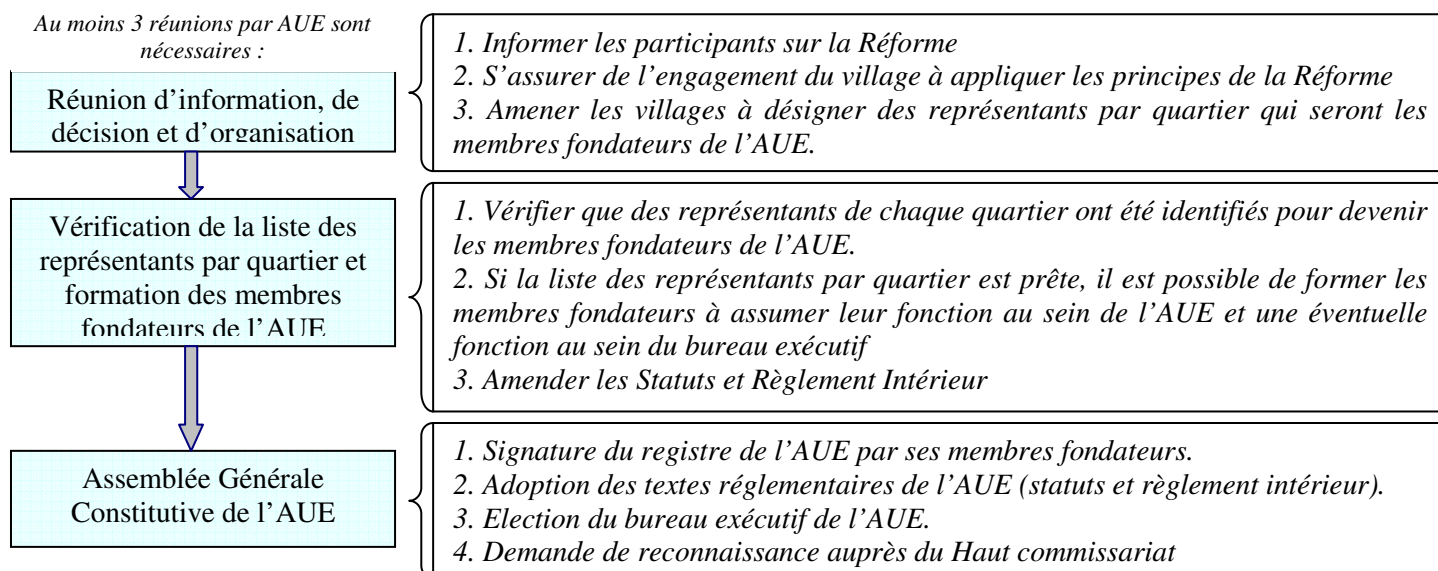 Au moins 3 réunions par AUE sont
nécessaires :
Réunion d’information, de
décision et d’organisation
1. Informer les participants sur la Réforme
2. S’assurer de l’engagement du village à appliquer les principes de la Réforme
3. Amener les villages à désigner des représentants par quartier qui seront les
membres fondateurs de l’AUE.
Vérification de la liste des
représentants par quartier et
formation des membres
fondateurs de l’AUE
1. Vérifier que des représentants de chaque quartier ont été identifiés pour devenir
les membres fondateurs de l’AUE.
2. Si la liste des représentants par quartier est prête, il est possible de former les
membres fondateurs à assumer leur fonction au sein de l’AUE et une éventuelle
fonction au sein du bureau exécutif
3. Amender les Statuts et Règlement Intérieur
Assemblée Générale
Constitutive de l’AUE
1. Signature du registre de l’AUE par ses membres fondateurs.
2. Adoption des textes réglementaires de l’AUE (statuts et règlement intérieur).
3. Election du bureau exécutif de l’AUE.
4. Demande de reconnaissance auprès du Haut commissariat